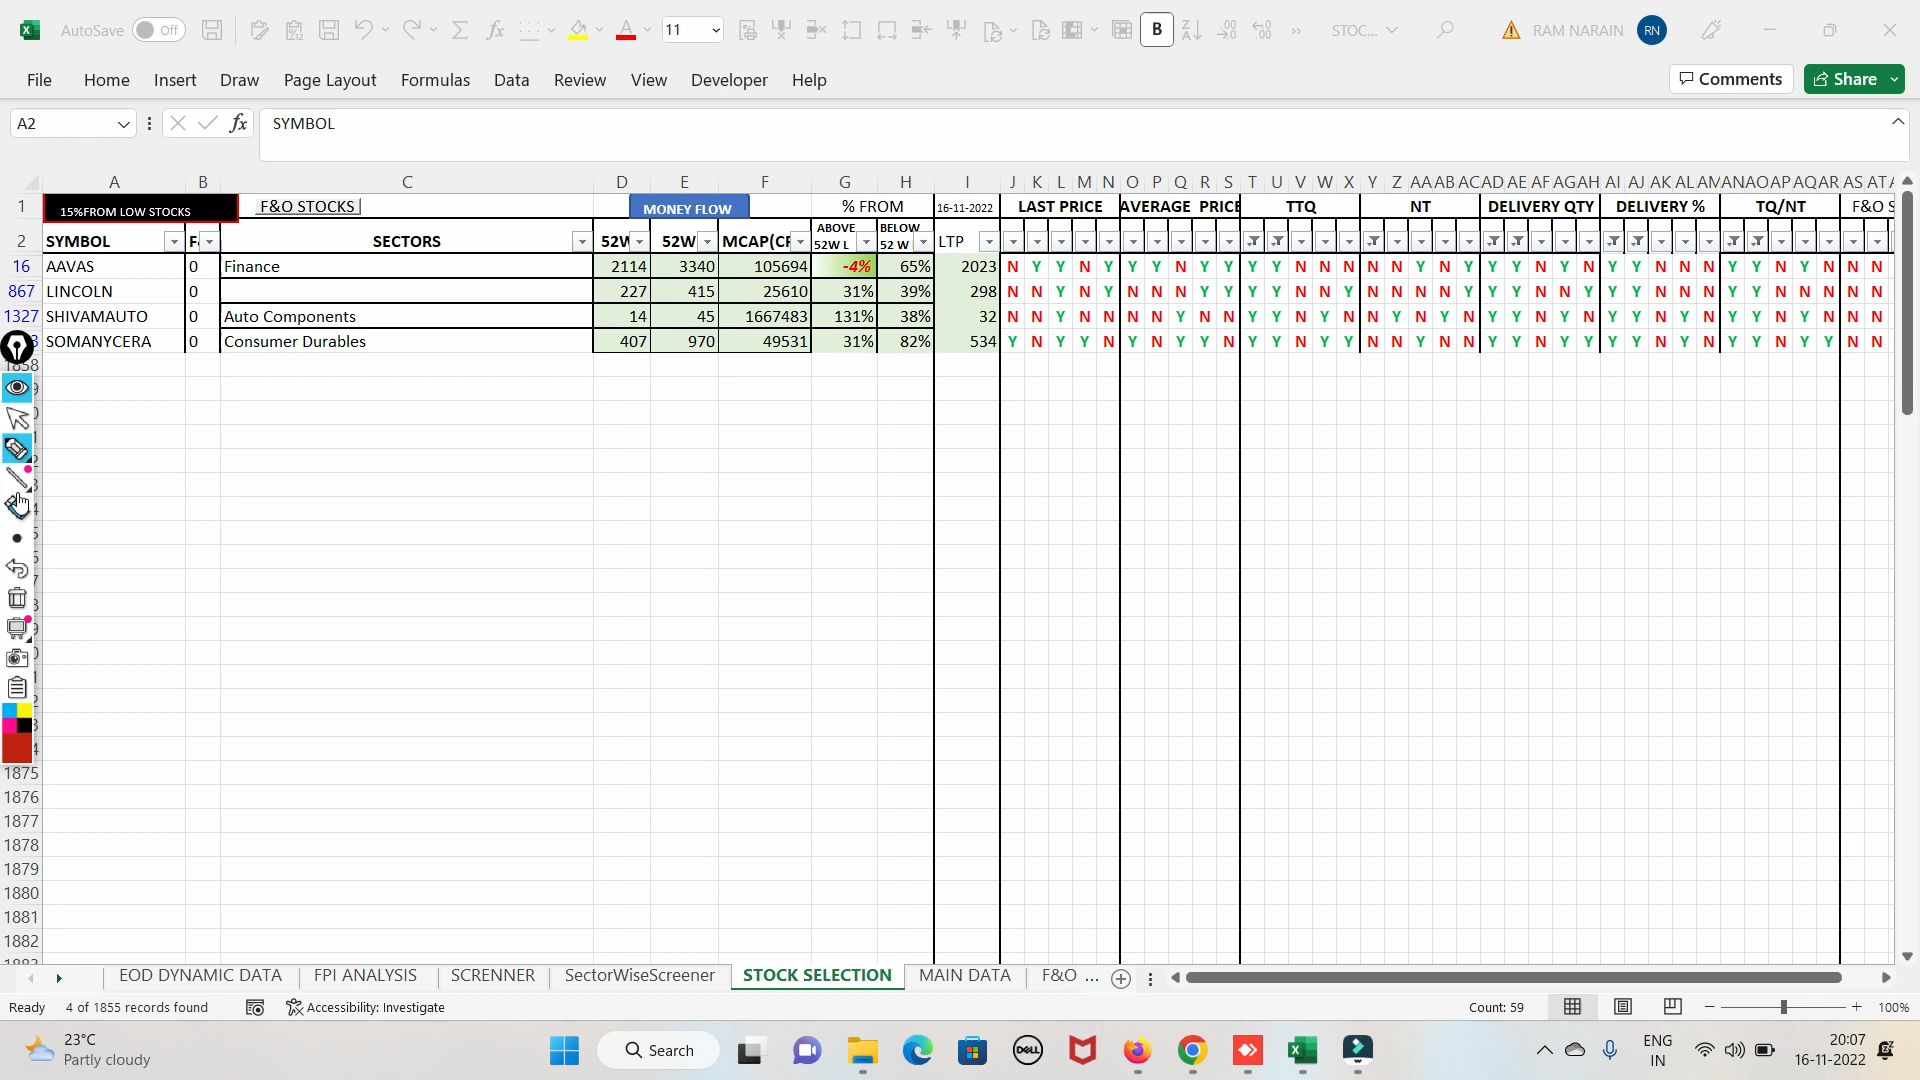 AutoSave Off 11 B STOC... RAM NARAIN RN
File Home Insert Draw Page Layout Formulas Data Review View Developer Help Comments Share
A2 fx SYMBOL
A B C D E F G H I J K L M N O P Q R S T U V W X Y Z AA AB AC AD AE AF AG AH AI AJ AK AL AM AN AO AP AQ AR AS AT
1 15%FROM LOW STOCKS F&O STOCKS MONEY FLOW % FROM 16-11-2022 LAST PRICE AVERAGE PRICE TTQ NT DELIVERY QTY DELIVERY % TQ/NT F&O S
2 SYMBOL F SECTORS 52W 52W MCAP(CR ABOVE 52W L BELOW 52 W LTP
16 AAVAS 0 Finance 2114 3340 105694 -4% 65% 2023 N Y Y N Y Y Y N Y Y Y Y N N N N N Y N Y Y Y N Y N Y Y N N N Y Y N Y N N N
867 LINCOLN 0 227 415 25610 31% 39% 298 N N Y N Y N N N Y Y Y Y N N Y N N N N Y Y Y N N Y Y Y N N N Y Y N N N N N
1327 SHIVAMAUTO 0 Auto Components 14 45 1667483 131% 38% 32 N N Y N N N N Y N N Y Y N Y N N Y N Y N Y Y N Y N Y Y N Y N Y Y N Y N N N
3 SOMANYCERA 0 Consumer Durables 407 970 49531 31% 82% 534 Y N Y Y N Y N Y Y N Y Y N Y Y N N Y N N Y Y N Y Y Y Y N Y N Y Y N Y Y N N
1858
1875
1876
1877
1878
1879
1880
1881
1882
EOD DYNAMIC DATA FPI ANALYSIS SCRENNER SectorWiseScreener STOCK SELECTION MAIN DATA F&O ...
Ready 4 of 1855 records found Accessibility: Investigate Count: 59 100%
23°C
Partly cloudy
Search
DELL
ENG
IN
20:07
16-11-2022